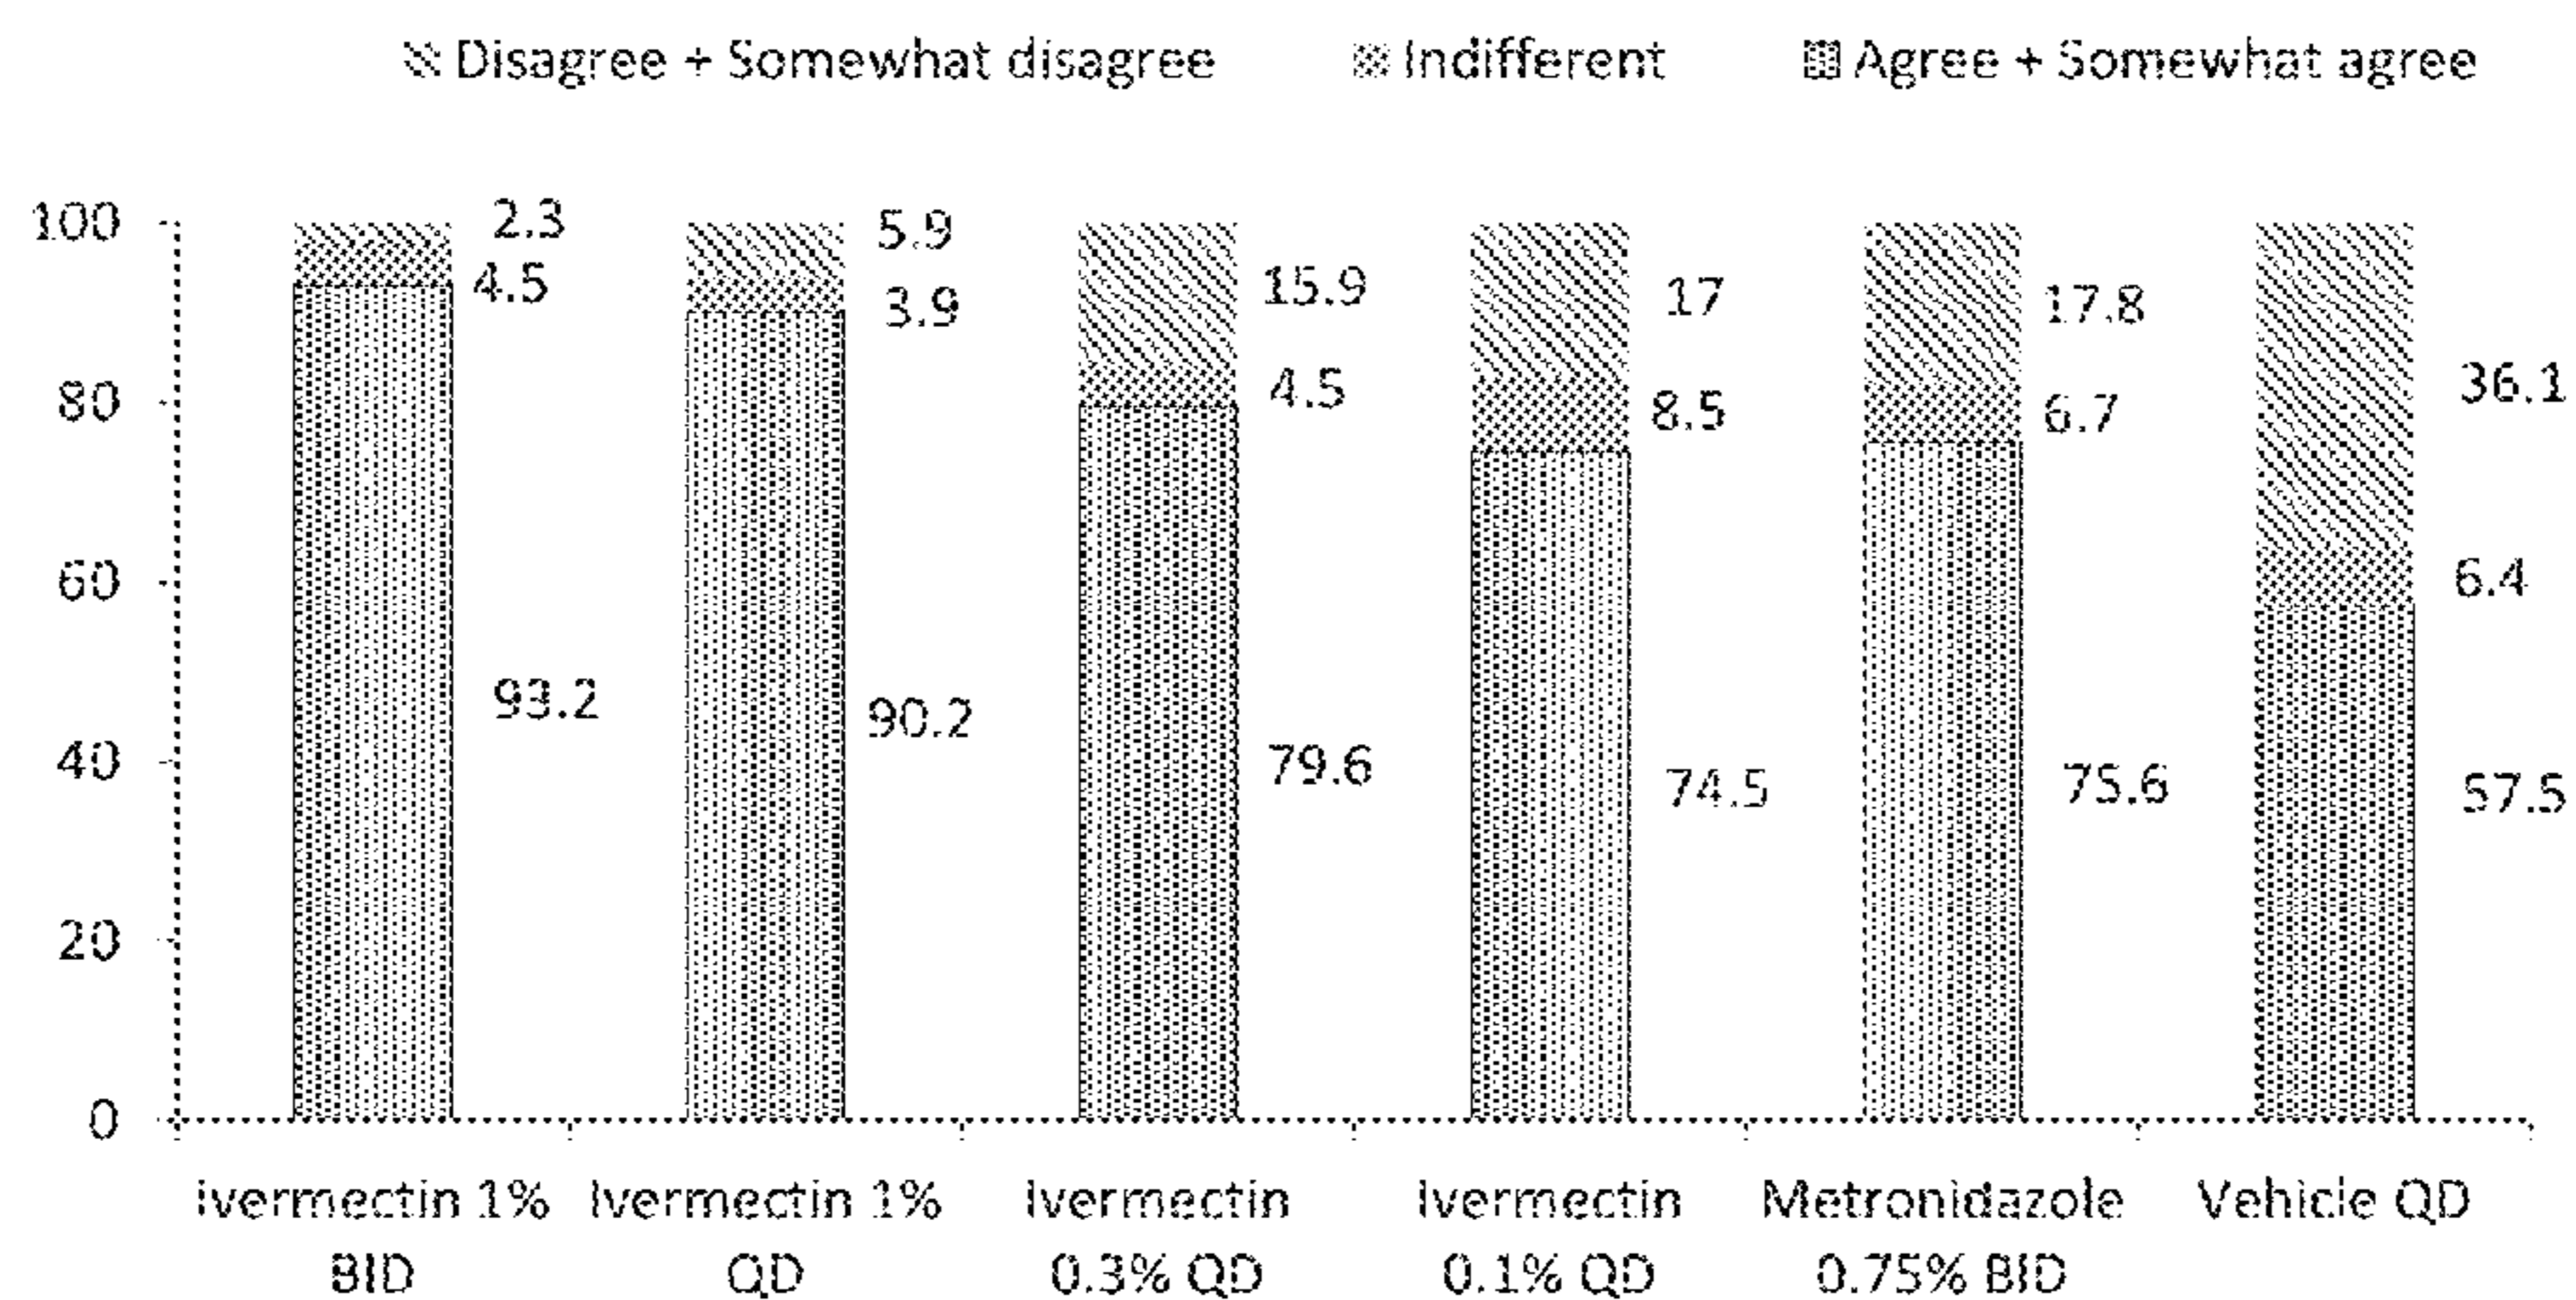 Disagree + Somewhat disagree Indifferent Agree + Somewhat agree
100
80
60
40
20
0
2.3
4.5
93.2
5.9
3.9
90.2
15.9
4.5
79.6
17
8.5
74.5
17.8
6.7
75.6
36.1
6.4
57.5
Ivermectin 1%
BID
Ivermectin 1%
QD
Ivermectin
0.3% QD
Ivermectin
0.1% QD
Metronidazole
0.75% BID
Vehicle QD